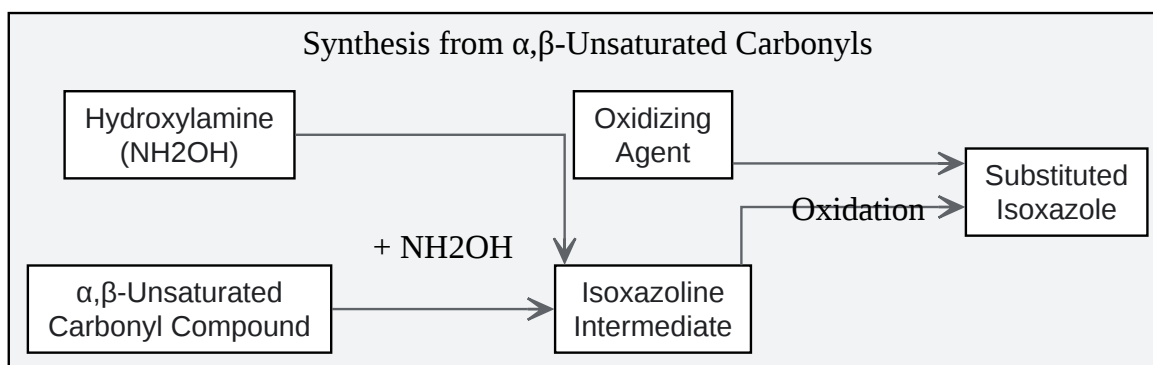 Synthesis from α,β-Unsaturated Carbonyls
Hydroxylamine
(NH2OH)
Oxidizing
Agent
Substituted
Isoxazole
Oxidation
+ NH2OH
α,β-Unsaturated
Carbonyl Compound
Isoxazoline
Intermediate